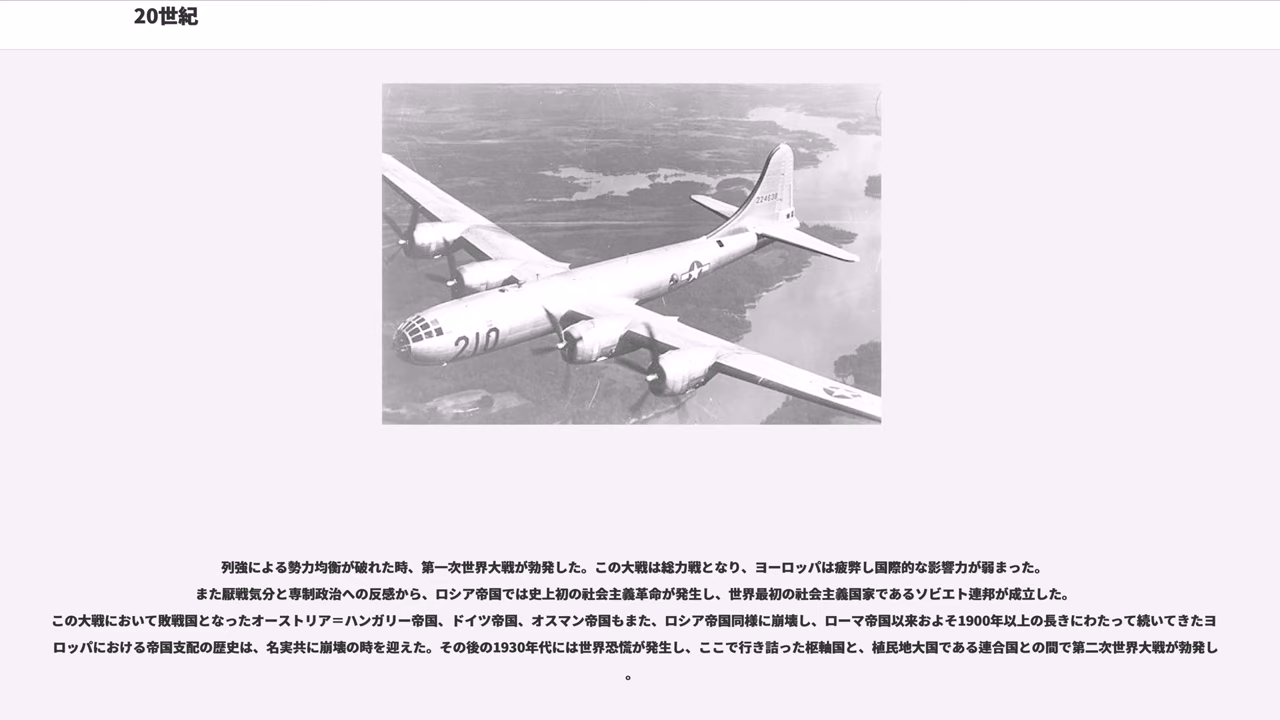 20世紀
224638
210
列強による勢力均衡が破れた時、第一次世界大戦が勃発した。この大戦は総力戦となり、ヨーロッパは疲弊し国際的な影響力が弱まった。
また厭戦気分と専制政治への反感から、ロシア帝国では史上初の社会主義革命が発生し、世界最初の社会主義国家であるソビエト連邦が成立した。
この大戦において敗戦国となったオーストリア＝ハンガリー帝国、ドイツ帝国、オスマン帝国もまた、ロシア帝国同様に崩壊し、ローマ帝国以来およそ1900年以上の長きにわたって続いてきたヨ
ロッパにおける帝国支配の歴史は、名実共に崩壊の時を迎えた。その後の1930年代には世界恐慌が発生し、ここで行き詰った枢軸国と、植民地大国である連合国との間で第二次世界大戦が勃発し
。